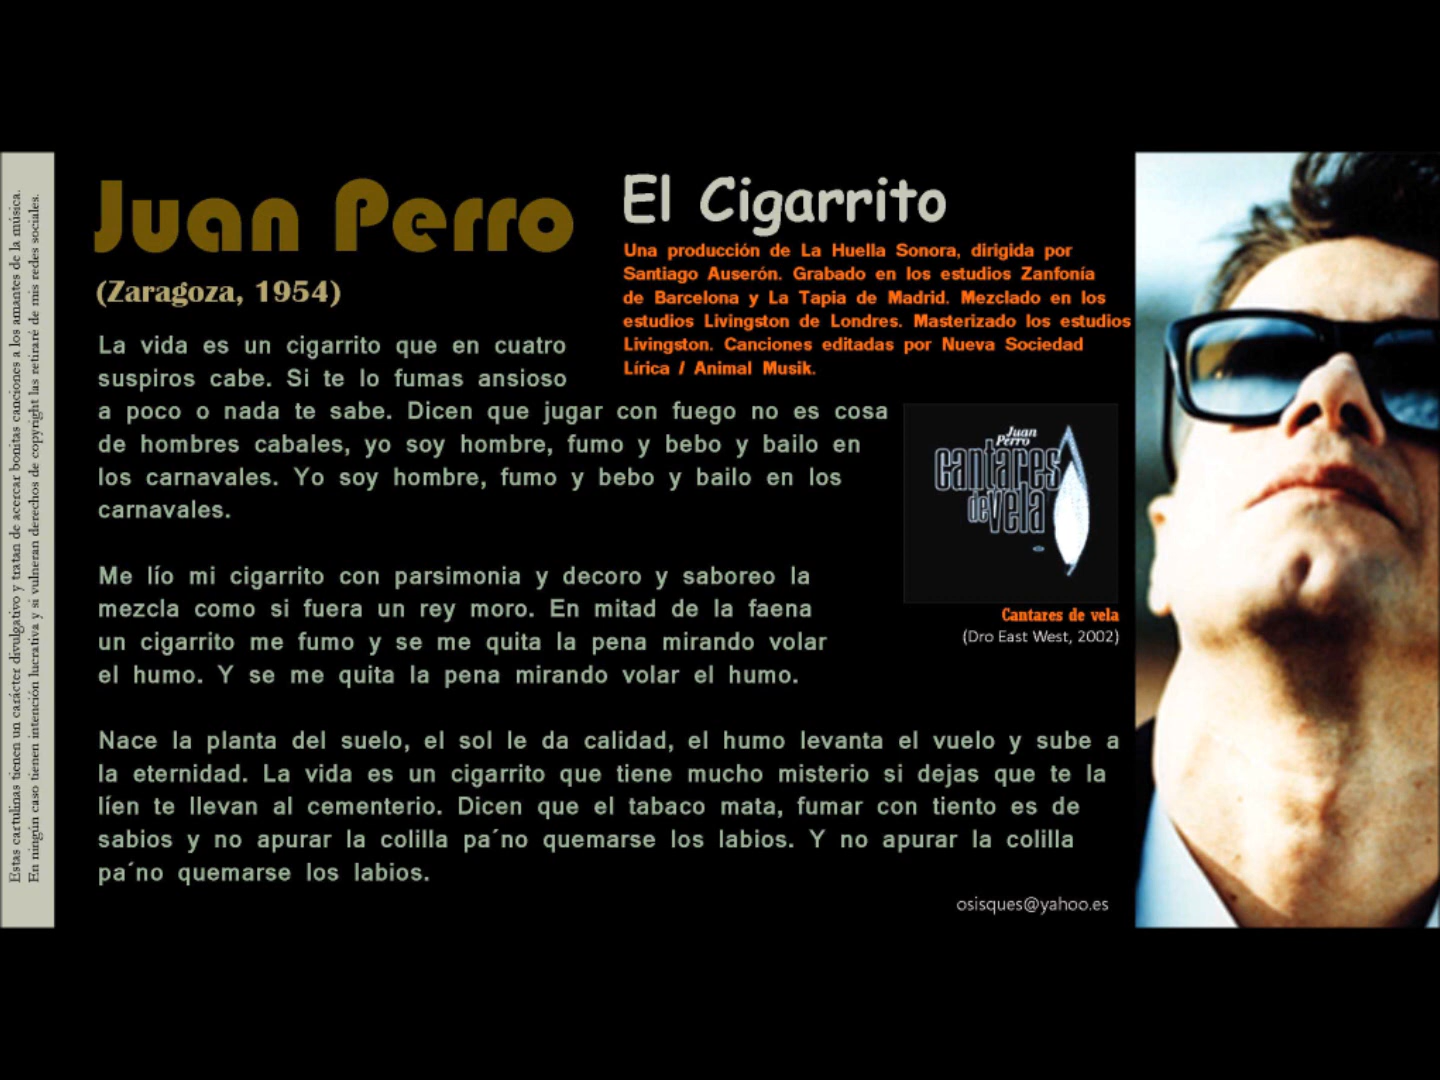 Estas cartulinas tienen un carácter divulgativo y tratan de acercar bonitas canciones a los amantes de la música.
En ningún caso tienen intención lucrativa y si vulneran derechos de copyright las retiraré de mis redes sociales.
Juan Perro
(Zaragoza, 1954)
El Cigarrito
Una producción de La Huella Sonora, dirigida por
Santiago Auserón. Grabado en los estudios Zanfonía
de Barcelona y La Tapia de Madrid. Mezclado en los
estudios Livingston de Londres. Masterizado los estudios
Livingston. Canciones editadas por Nueva Sociedad
Lírica / Animal Musik.
La vida es un cigarrito que en cuatro
suspiros cabe. Si te lo fumas ansioso
a poco o nada te sabe. Dicen que jugar con fuego no es cosa
de hombres cabales, yo soy hombre, fumo y bebo y bailo en
los carnavales. Yo soy hombre, fumo y bebo y bailo en los
carnavales.
Me lío mi cigarrito con parsimonia y decoro y saboreo la
mezcla como si fuera un rey moro. En mitad de la faena
un cigarrito me fumo y se me quita la pena mirando volar
el humo. Y se me quita la pena mirando volar el humo.
Nace la planta del suelo, el sol le da calidad, el humo levanta el vuelo y sube a
la eternidad. La vida es un cigarrito que tiene mucho misterio si dejas que te la
líen te llevan al cementerio. Dicen que el tabaco mata, fumar con tiento es de
sabios y no apurar la colilla pa´no quemarse los labios. Y no apurar la colilla
pa´no quemarse los labios.
Juan
Perro
cantares
de vela
Cantares de vela
(Dro East West, 2002)
osisques@yahoo.es